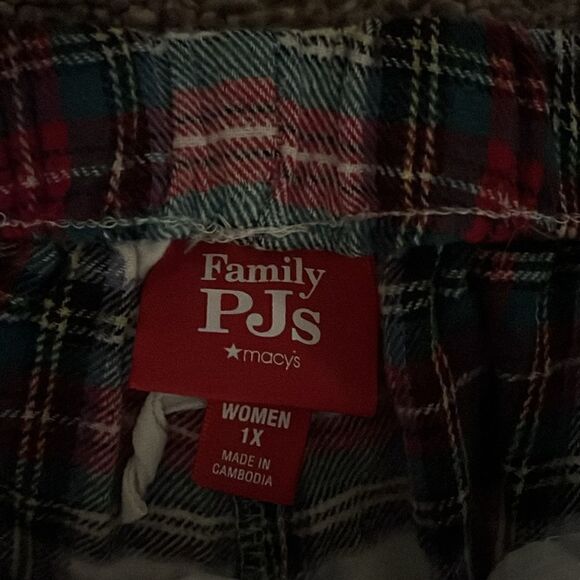 Family
PJs
★macy's
WOMEN
1X
MADE IN
CAMBODIA